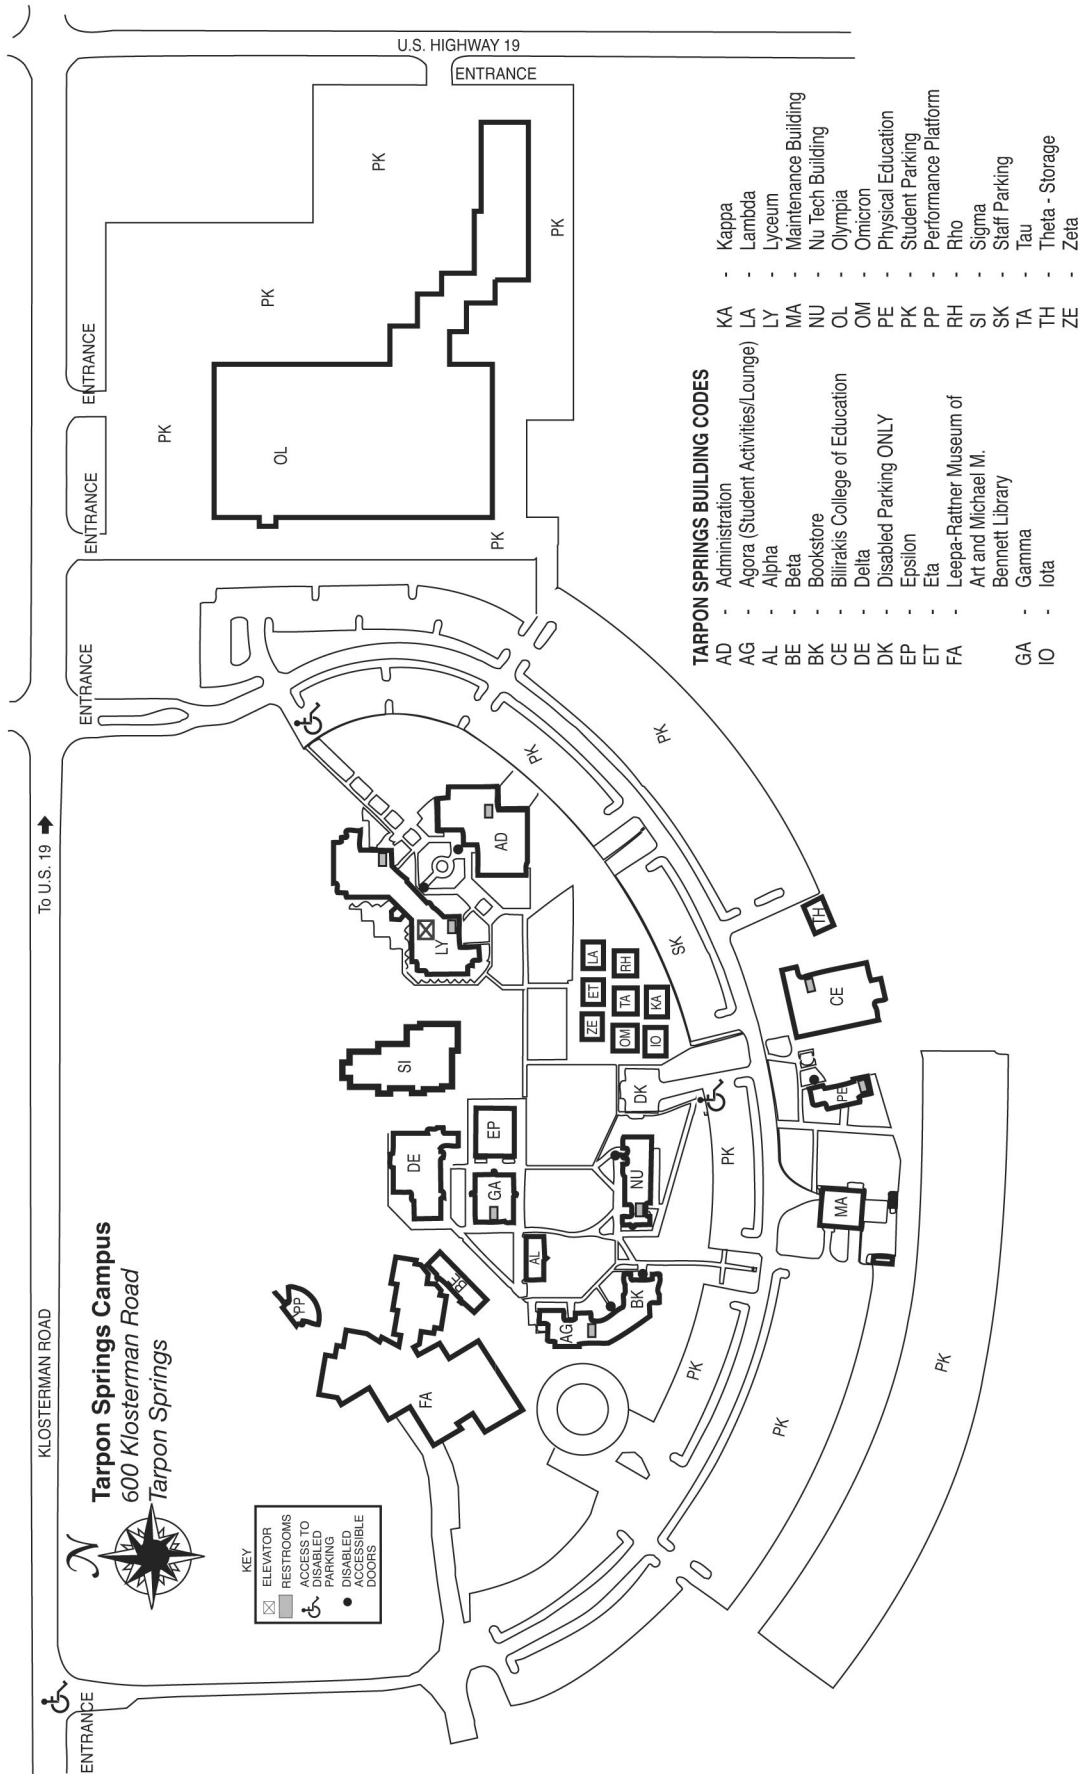 Tarpon Springs Campus
600 Klosterman Road
Tarpon Springs
N
KLOSTERMAN ROAD
To U.S. 19
U.S. HIGHWAY 19
ENTRANCE
ENTRANCE
ENTRANCE
ENTRANCE
ENTRANCE
KEY
ELEVATOR
RESTROOMS
ACCESS TO
DISABLED
PARKING
DISABLED
ACCESSIBLE
DOORS
PP
FA
BE
DE
GA
EP
SI
LY
AD
AL
AG
BK
NU
DK
ZE
ET
LA
OM
TA
RH
IO
KA
SK
TH
CE
PE
MA
OL
PK
PK
PK
PK
PK
PK
PK
PK
PK
PK
PK
TARPON SPRINGS BUILDING CODES
AD - Administration
AG - Agora (Student Activities/Lounge)
AL - Alpha
BE - Beta
BK - Bookstore
CE - Bilirakis College of Education
DE - Delta
DK - Disabled Parking ONLY
EP - Epsilon
ET - Eta
FA - Leepa-Rattner Museum of
Art and Michael M.
Bennett Library
GA - Gamma
IO - Iota
KA - Kappa
LA - Lambda
LY - Lyceum
MA - Maintenance Building
NU - Nu Tech Building
OL - Olympia
OM - Omicron
PE - Physical Education
PK - Student Parking
PP - Performance Platform
RH - Rho
SI - Sigma
SK - Staff Parking
TA - Tau
TH - Theta - Storage
ZE - Zeta